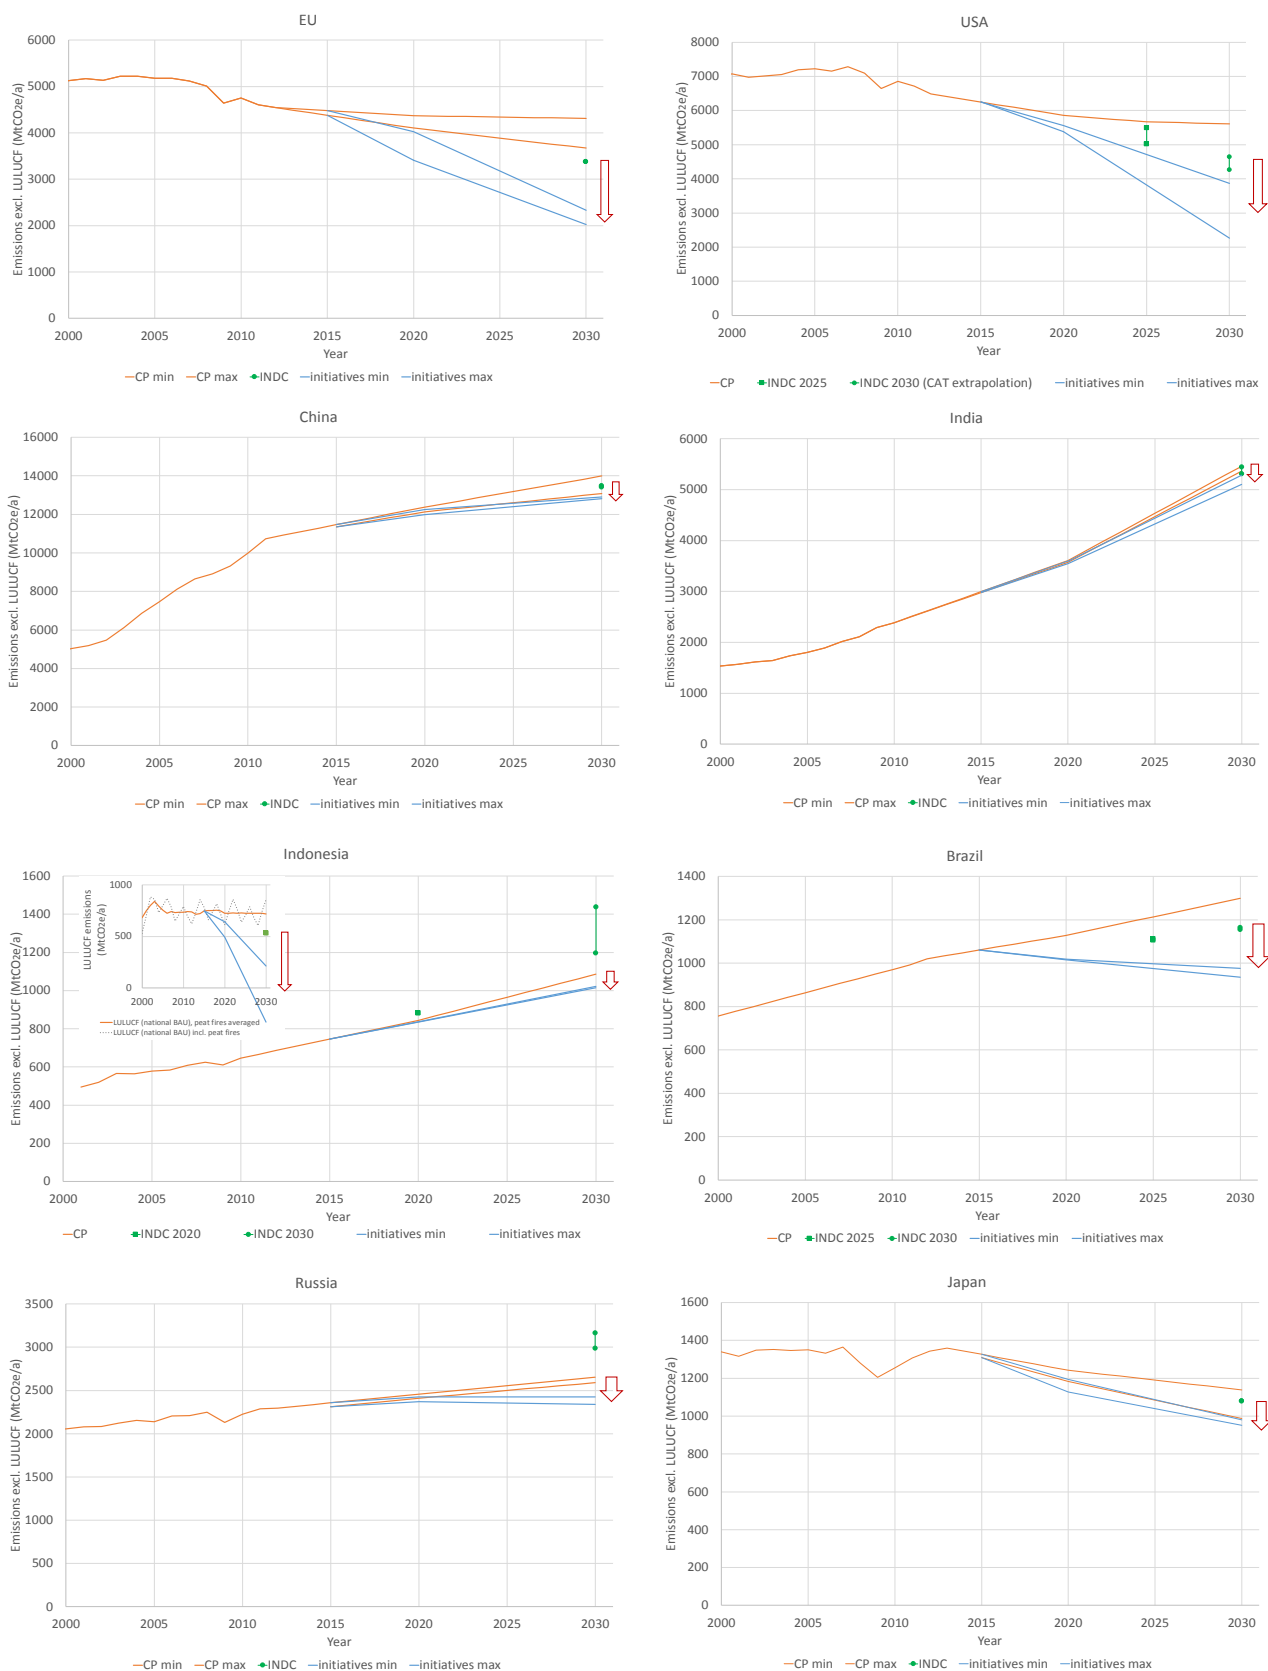 EU
Emissions excl. LULUCF (MtCO2e/a)
6000
5000
4000
3000
2000
1000
0
2000 2005 2010 2015 2020 2025 2030
Year
CP min CP max INDC initiatives min initiatives max
USA
Emissions excl. LULUCF (MtCO2e/a)
8000
7000
6000
5000
4000
3000
2000
1000
0
2000 2005 2010 2015 2020 2025 2030
Year
CP INDC 2025 INDC 2030 (CAT extrapolation) initiatives min initiatives max
China
Emissions excl. LULUCF (MtCO2e/a)
16000
14000
12000
10000
8000
6000
4000
2000
0
2000 2005 2010 2015 2020 2025 2030
Year
CP min CP max INDC initiatives min initiatives max
India
Emissions excl. LULUCF (MtCO2e/a)
6000
5000
4000
3000
2000
1000
0
2000 2005 2010 2015 2020 2025 2030
Year
CP min CP max INDC initiatives min initiatives max
Indonesia
Emissions excl. LULUCF (MtCO2e/a)
1600
1400
1200
1000
800
600
400
200
0
2000 2005 2010 2015 2020 2025 2030
Year
LULUCF emissions
(MtCO2e/a)
1000
500
0
2000 2010 2020 2030
LULUCF (national BAU), peat fires averaged
LULUCF (national BAU) incl. peat fires
CP INDC 2020 INDC 2030 initiatives min initiatives max
Brazil
Emissions excl. LULUCF (MtCO2e/a)
1400
1200
1000
800
600
400
200
0
2000 2005 2010 2015 2020 2025 2030
Year
CP INDC 2025 INDC 2030 initiatives min initiatives max
Russia
Emissions excl. LULUCF (MtCO2e/a)
3500
3000
2500
2000
1500
1000
500
0
2000 2005 2010 2015 2020 2025 2030
Year
CP min CP max INDC initiatives min initiatives max
Japan
Emissions excl. LULUCF (MtCO2e/a)
1600
1400
1200
1000
800
600
400
200
0
2000 2005 2010 2015 2020 2025 2030
Year
CP min CP max INDC initiatives min initiatives max